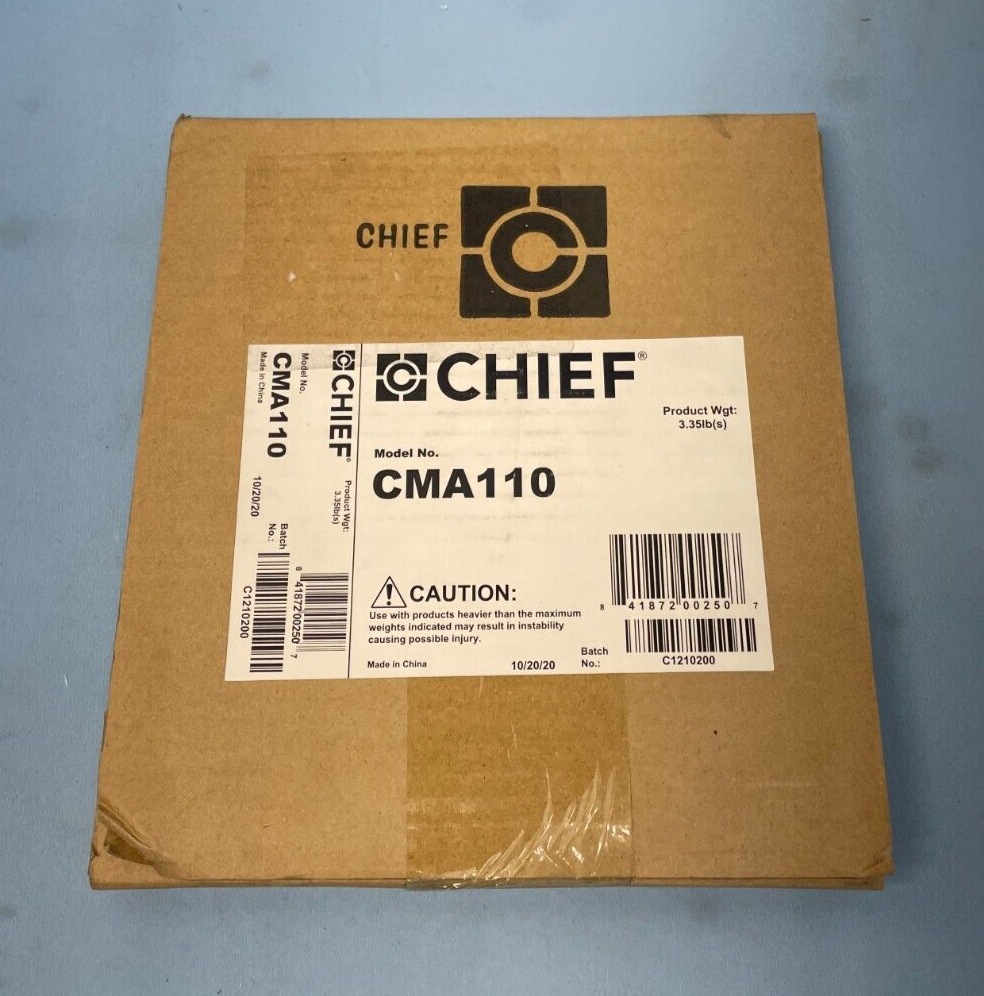 CHIEF
CHIEF®
Product Wgt:
3.35lb(s)
Model No.
CMA110
CAUTION:
Use with products heavier than the maximum
weights indicated may result in instability
causing possible injury.
Made in China
10/20/20
8 41872 00250 7
Batch
No.:
C1210200
CHIEF®
Product Wgt:
3.35lb(s)
Model No.
CMA110
Made in China
10/20/20
Batch
No.:
8 41872 00250 7
C1210200